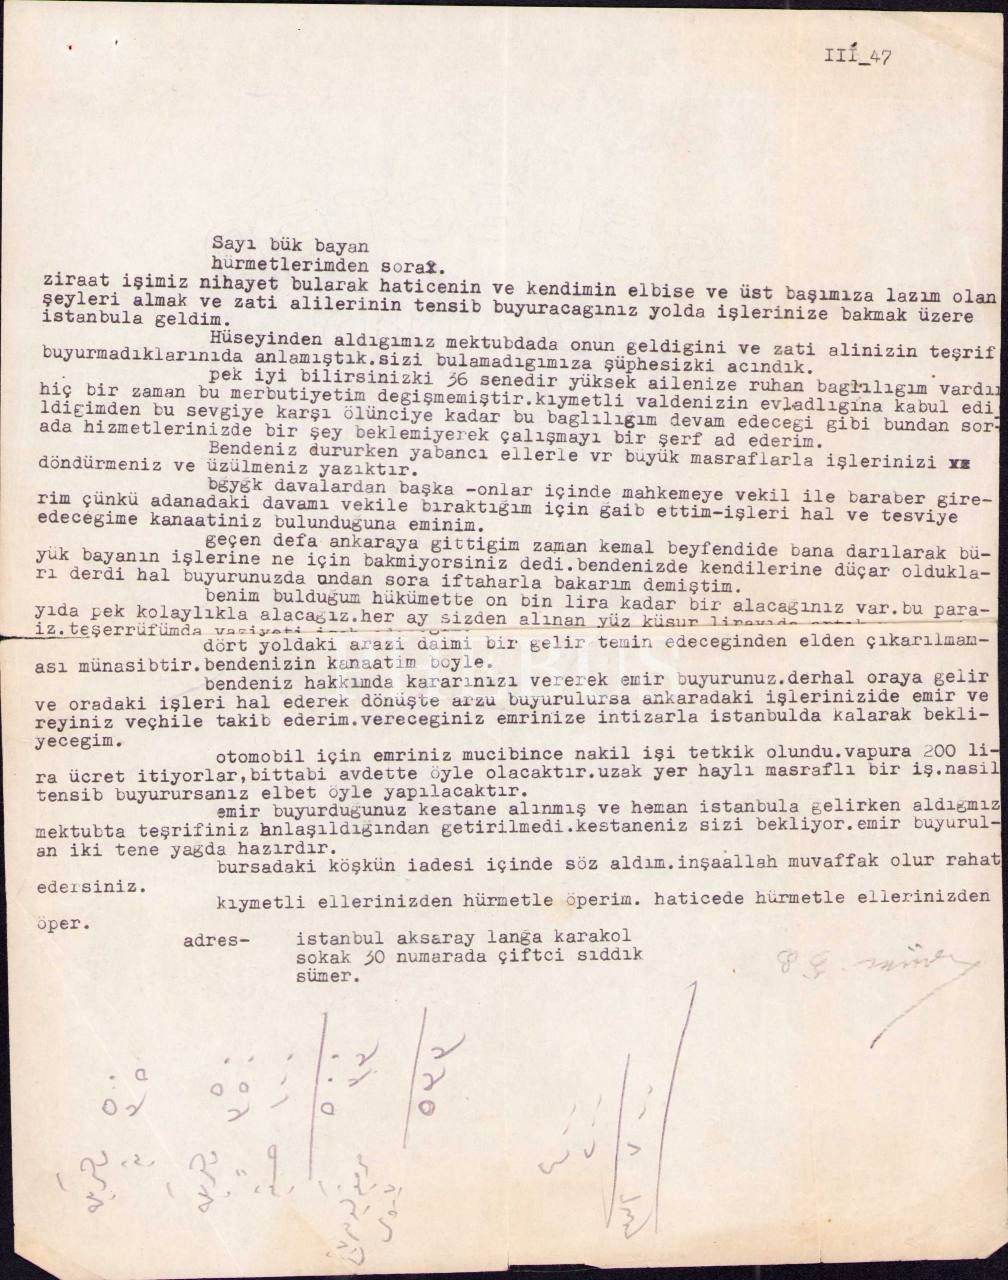 III_47
Sayı bük bayan
hürmetlerimden sorax.
ziraat işimiz nihayet bularak haticenin ve kendimin elbise ve üst başımıza lazım olan
şeyleri almak ve zati alilerinin tensib buyuracagınız yolda işlerinize bakmak üzere
istanbula geldim.
Hüseyinden aldıgımız mektubdada onun geldigini ve zati alinizin teşrif
buyurmadıklarınıda anlamıştık.sizi bulamadıgımıza şüphesizki acındık.
pek iyi bilirsinizki 36 senedir yüksek ailenize ruhan baglılıgım vardır
hiç bir zaman bu merbutiyetim degişmemiştir.kıymetli valdenizin evladlıgına kabul edi-
ldigimden bu sevgiye karşı ölünciye kadar bu baglılıgım devam edecegi gibi bundan sor-
ada hizmetlerinizde bir şey beklemiyerek çalışmayı bir şerf ad ederim.
Bendeniz dururken yabancı ellerle vr büyük masraflarla işlerinizi xx
döndürmeniz ve üzülmeniz yazıktır.
bgygk davalardan başka -onlar içinde mahkemeye vekil ile baraber gire-
rim çünkü adanadaki davamı vekile bıraktıgım için gaib ettim-işleri hal ve tesviye
edecegime kanaatiniz bulunduguna eminim.
geçen defa ankaraya gittigim zaman kemal beyfendide bana darılarak bü-
yük bayanın işlerine ne için bakmiyorsiniz dedi.bendenizde kendilerine düçar oldukla-
rı derdi hal buyurunuzda ondan sora iftaharla bakarım demiştim.
benim buldugum hükümette on bin lira kadar bir alacagınız var.bu para-
yıda pek kolaylıkla alacagız.her ay sizden alınan yüz küsur lirayıda
iz.teşerrüfümda vaziyeti
dört yoldaki arazi daimi bir gelir temin edeceginden elden çıkarılmam-
ası münasibtir.bendenizin kanaatim boyle.
bendeniz hakkımda kararınızı vererek emir buyurunuz.derhal oraya gelir
ve oradaki işleri hal ederek dönüşte arzu buyurulursa ankaradaki işlerinizide emir ve
reyiniz veçhile takib ederim.vereceginiz emrinize intizarla istanbulda kalarak bekli-
yecegim.
otomobil için emriniz mucibince nakil işi tetkik olundu.vapura 200 li-
ra ücret itiyorlar,bittabi avdette öyle olacaktır.uzak yer haylı masraflı bir iş.nasil
tensib buyurursanız elbet öyle yapılacaktır.
emir buyurdugunuz kestane alınmış ve heman istanbula gelirken aldıgmız
mektubta teşrifiniz anlaşıldıgından getirilmedi.kestaneniz sizi bekliyor.emir buyurul-
an iki tene yagda hazırdır.
bursadaki köşkün iadesi içinde söz aldım.inşaallah muvaffak olur rahat
edersiniz.
kıymetli ellerinizden hürmetle öperim. haticede hürmetle ellerinizden
öper.
adres- istanbul aksaray langa karakol
sokak 30 numarada çiftci sıddık
sümer.